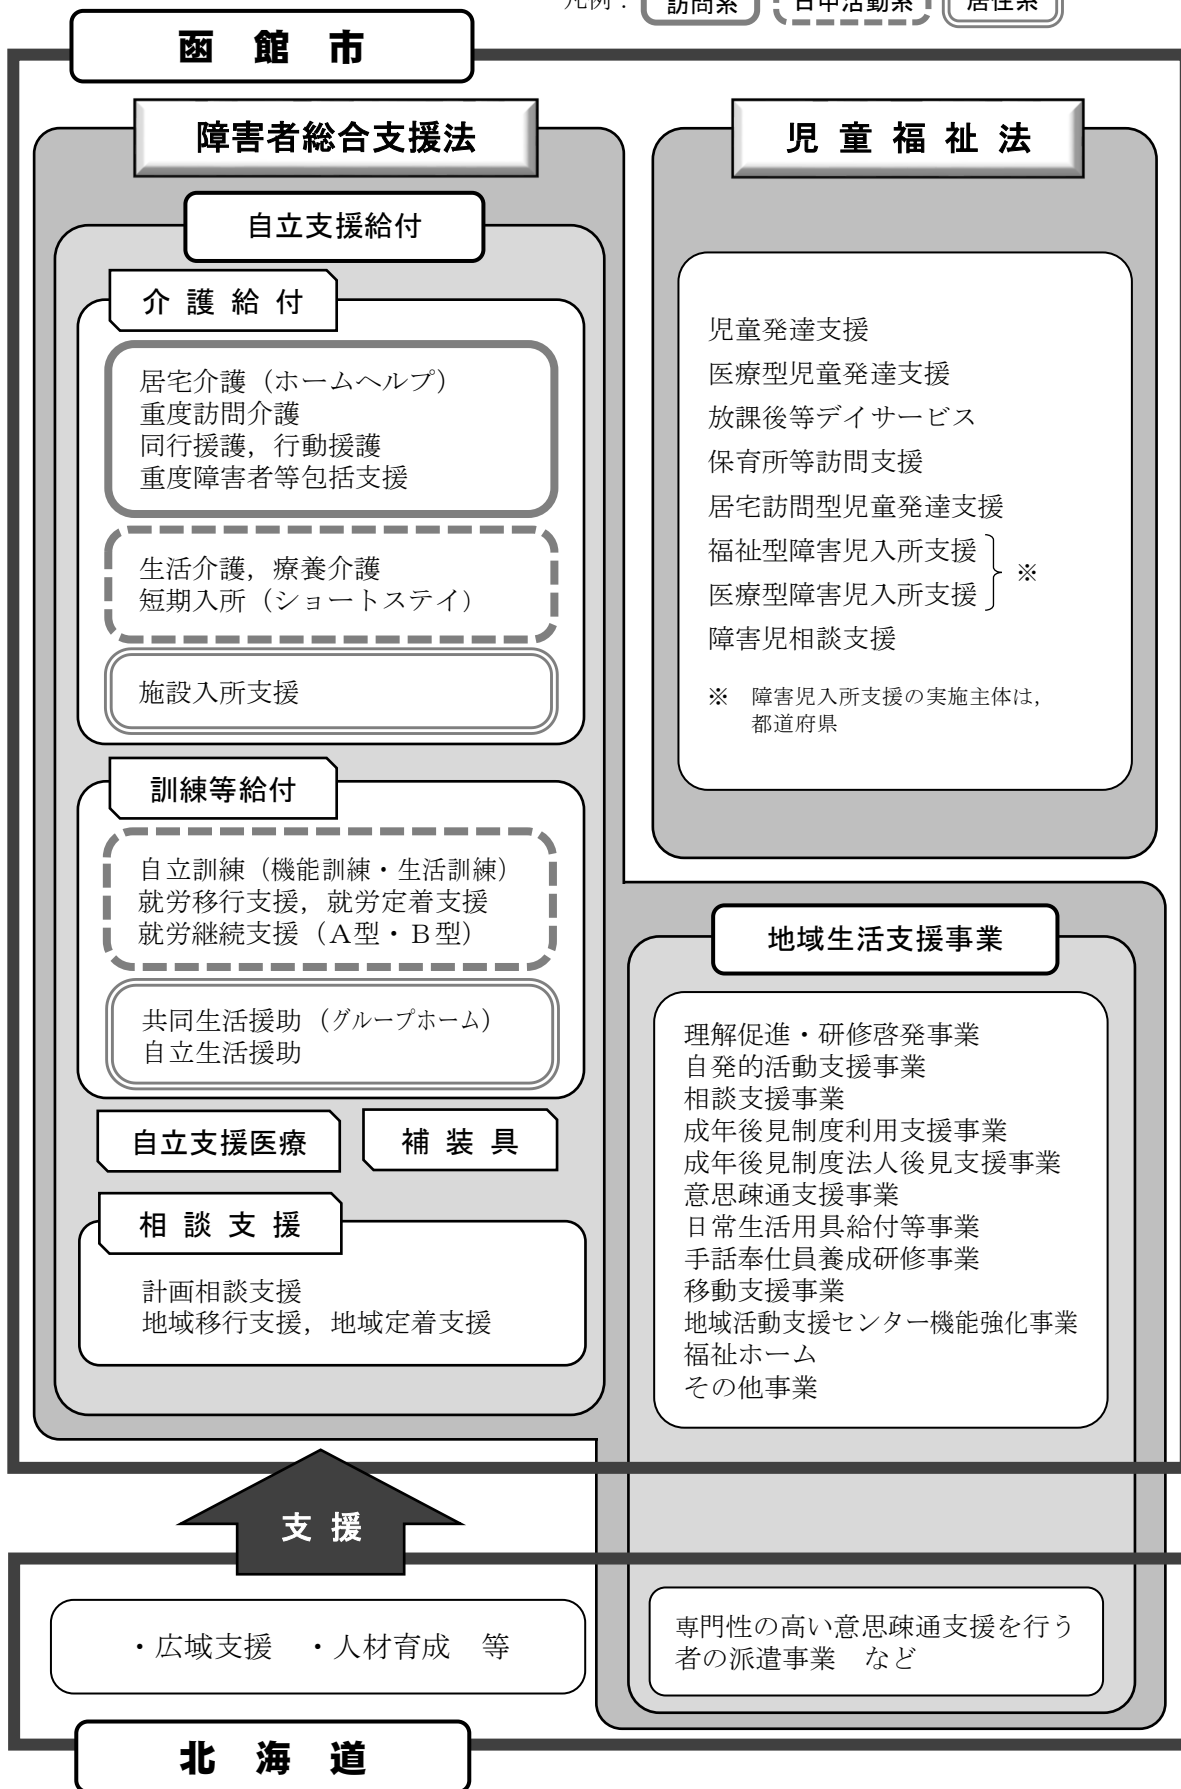 凡例：訪問系 日中活動系 居住系
函館市
障害者総合支援法
自立支援給付
介護給付
居宅介護（ホームヘルプ）
重度訪問介護
同行援護，行動援護
重度障害者等包括支援
生活介護，療養介護
短期入所（ショートステイ）
施設入所支援
訓練等給付
自立訓練（機能訓練・生活訓練）
就労移行支援，就労定着支援
就労継続支援（Ａ型・Ｂ型）
共同生活援助（グループホーム）
自立生活援助
自立支援医療
補装具
相談支援
計画相談支援
地域移行支援，地域定着支援
児童福祉法
児童発達支援
医療型児童発達支援
放課後等デイサービス
保育所等訪問支援
居宅訪問型児童発達支援
福祉型障害児入所支援
医療型障害児入所支援
※
障害児相談支援
※　障害児入所支援の実施主体は，
都道府県
地域生活支援事業
理解促進・研修啓発事業
自発的活動支援事業
相談支援事業
成年後見制度利用支援事業
成年後見制度法人後見支援事業
意思疎通支援事業
日常生活用具給付等事業
手話奉仕員養成研修事業
移動支援事業
地域活動支援センター機能強化事業
福祉ホーム
その他事業
支援
・広域支援　・人材育成　等
専門性の高い意思疎通支援を行う
者の派遣事業　など
北海道